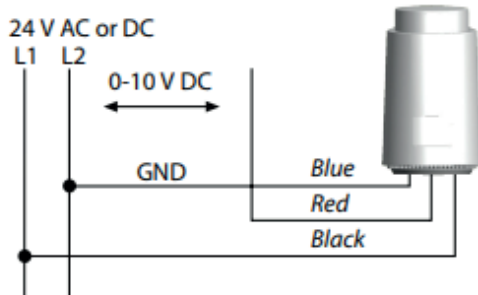 24 V AC or DC
L1 L2
0-10 V DC
GND Blue
Red
Black